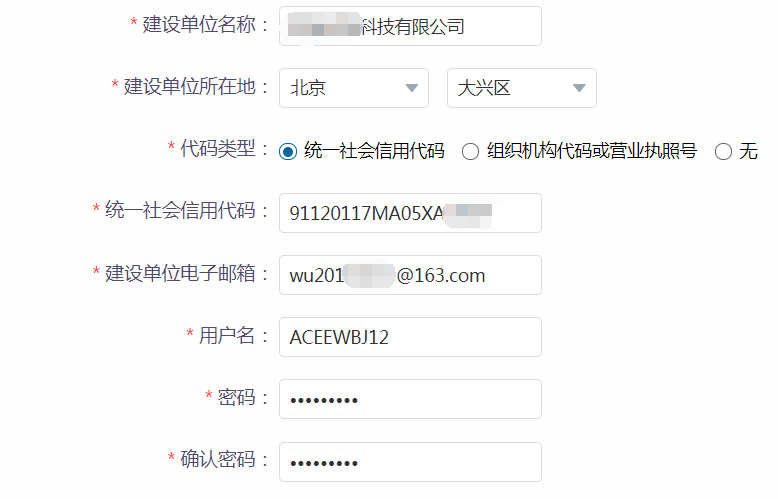 * 建设单位名称： 科技有限公司
* 建设单位所在地： 北京 大兴区
* 代码类型： 统一社会信用代码 组织机构代码或营业执照号 无
* 统一社会信用代码： 91120117MA05XA
* 建设单位电子邮箱： wu201 @163.com
* 用户名： ACEEWBJ12
* 密码： •••••••••
* 确认密码： •••••••••